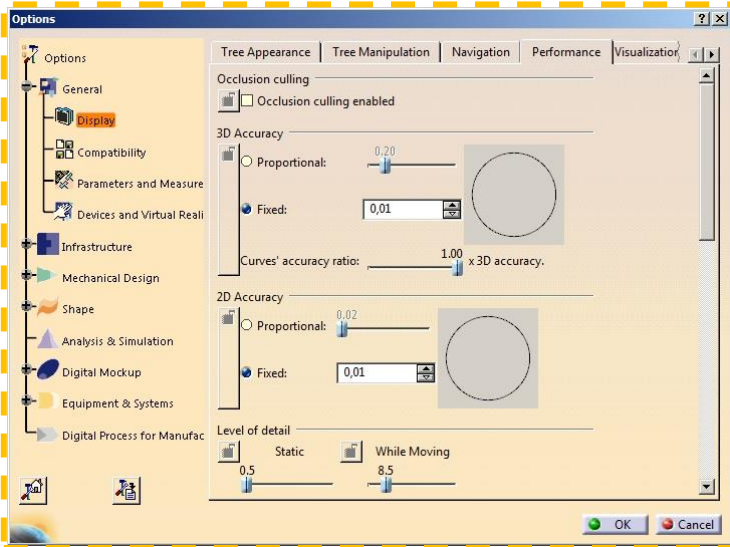 Options
Options
General
Display
Compatibility
Parameters and Measure
Devices and Virtual Reali
Infrastructure
Mechanical Design
Shape
Analysis & Simulation
Digital Mockup
Equipment & Systems
Digital Process for Manufac
Tree Appearance Tree Manipulation Navigation Performance Visualization
Occlusion culling
Occlusion culling enabled
3D Accuracy
0.20
Proportional:
Fixed: 0,01
1.00
Curves' accuracy ratio: x 3D accuracy.
2D Accuracy
0.02
Proportional:
Fixed: 0,01
Level of detail
Static While Moving
0.5 8.5
OK Cancel